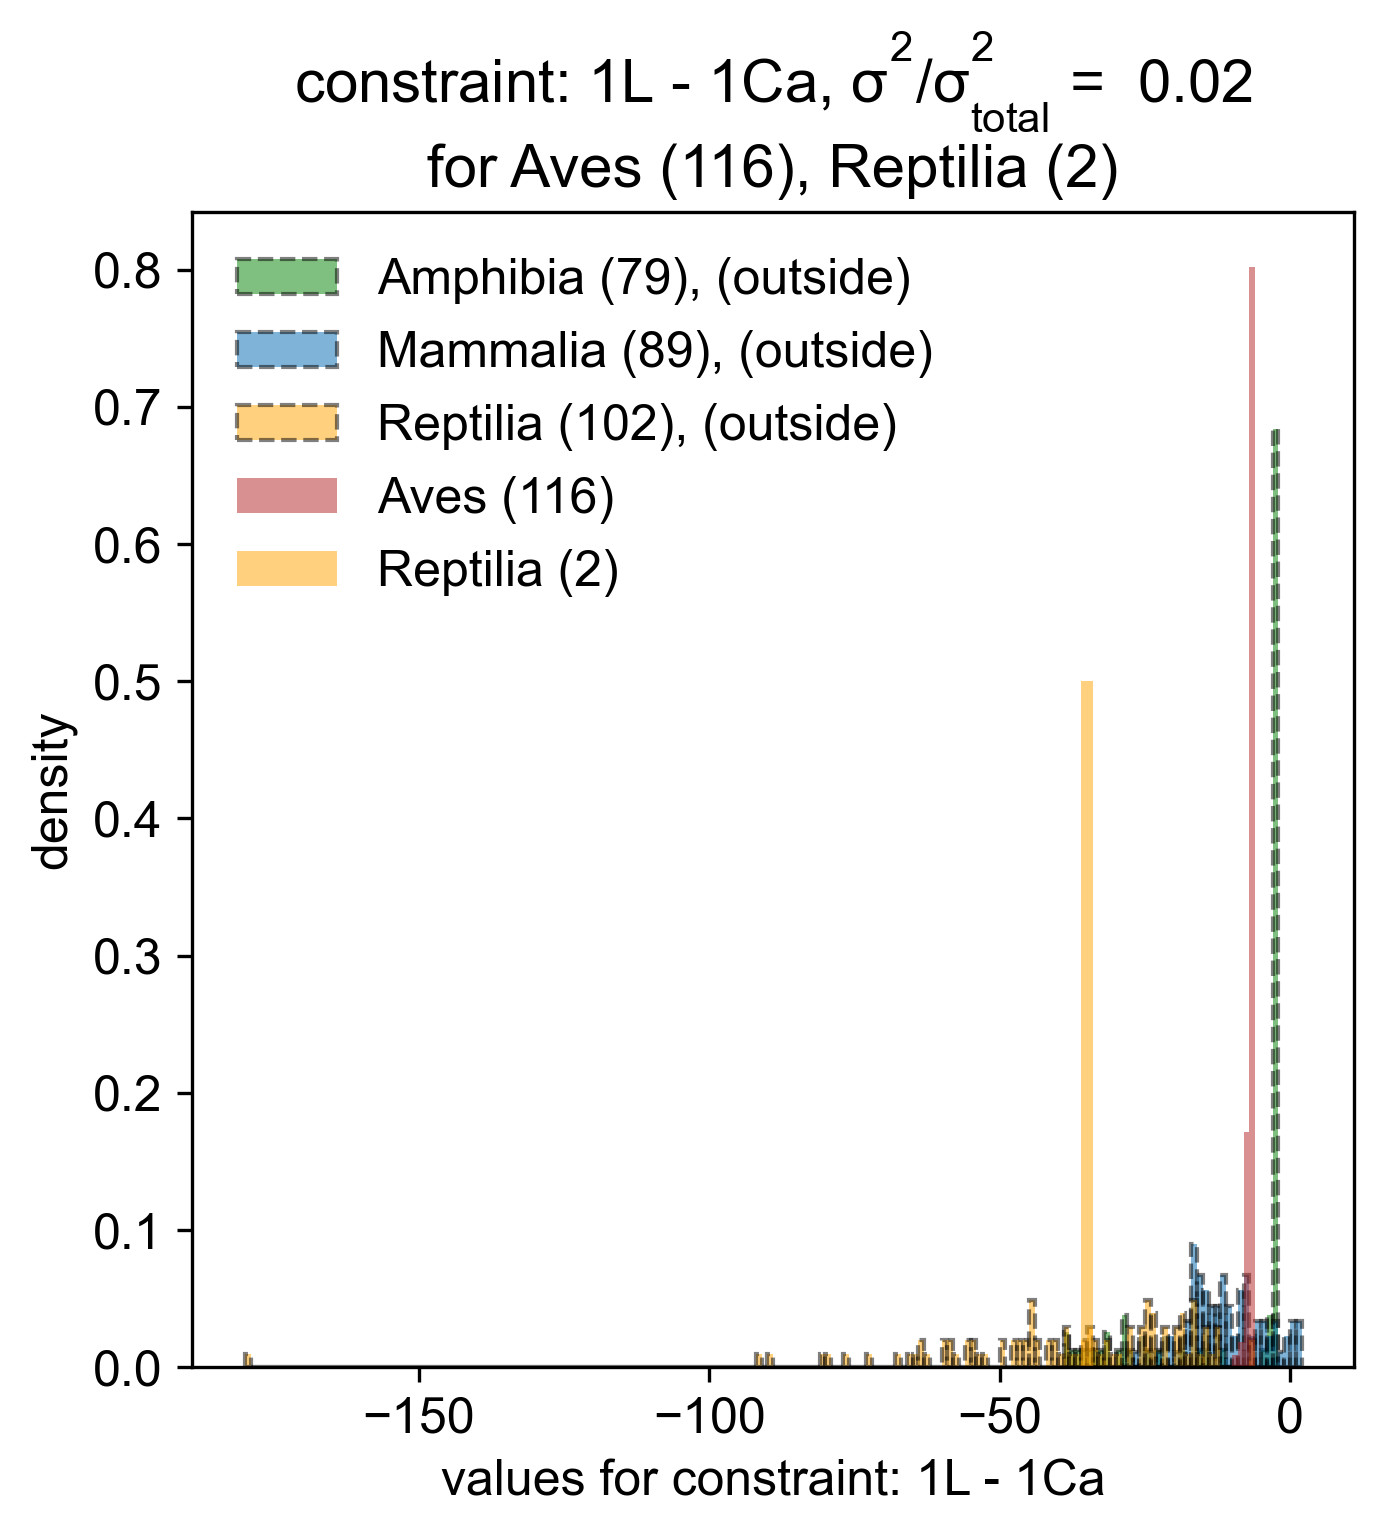 constraint: 1L - 1Ca, σ²/σ²total = 0.02
for Aves (116), Reptilia (2)
Amphibia (79), (outside)
Mammalia (89), (outside)
Reptilia (102), (outside)
Aves (116)
Reptilia (2)
0.8
0.7
0.6
0.5
0.4
0.3
0.2
0.1
0.0
density
−150
−100
−50
0
values for constraint: 1L - 1Ca